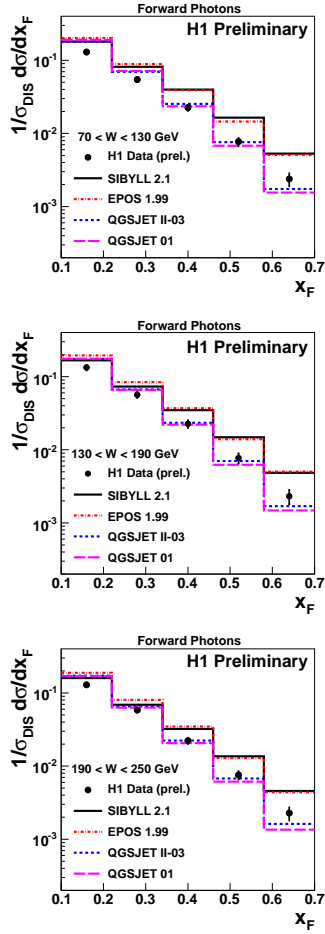 Forward Photons
H1 Preliminary
1/σ_DIS dσ/dx_F
10⁻¹
10⁻²
10⁻³
70 < W < 130 GeV
H1 Data (prel.)
SIBYLL 2.1
EPOS 1.99
QGSJET II-03
QGSJET 01
0.1 0.2 0.3 0.4 0.5 0.6 0.7
x_F
Forward Photons
H1 Preliminary
1/σ_DIS dσ/dx_F
10⁻¹
10⁻²
10⁻³
130 < W < 190 GeV
H1 Data (prel.)
SIBYLL 2.1
EPOS 1.99
QGSJET II-03
QGSJET 01
0.1 0.2 0.3 0.4 0.5 0.6 0.7
x_F
Forward Photons
H1 Preliminary
1/σ_DIS dσ/dx_F
10⁻¹
10⁻²
10⁻³
190 < W < 250 GeV
H1 Data (prel.)
SIBYLL 2.1
EPOS 1.99
QGSJET II-03
QGSJET 01
0.1 0.2 0.3 0.4 0.5 0.6 0.7
x_F